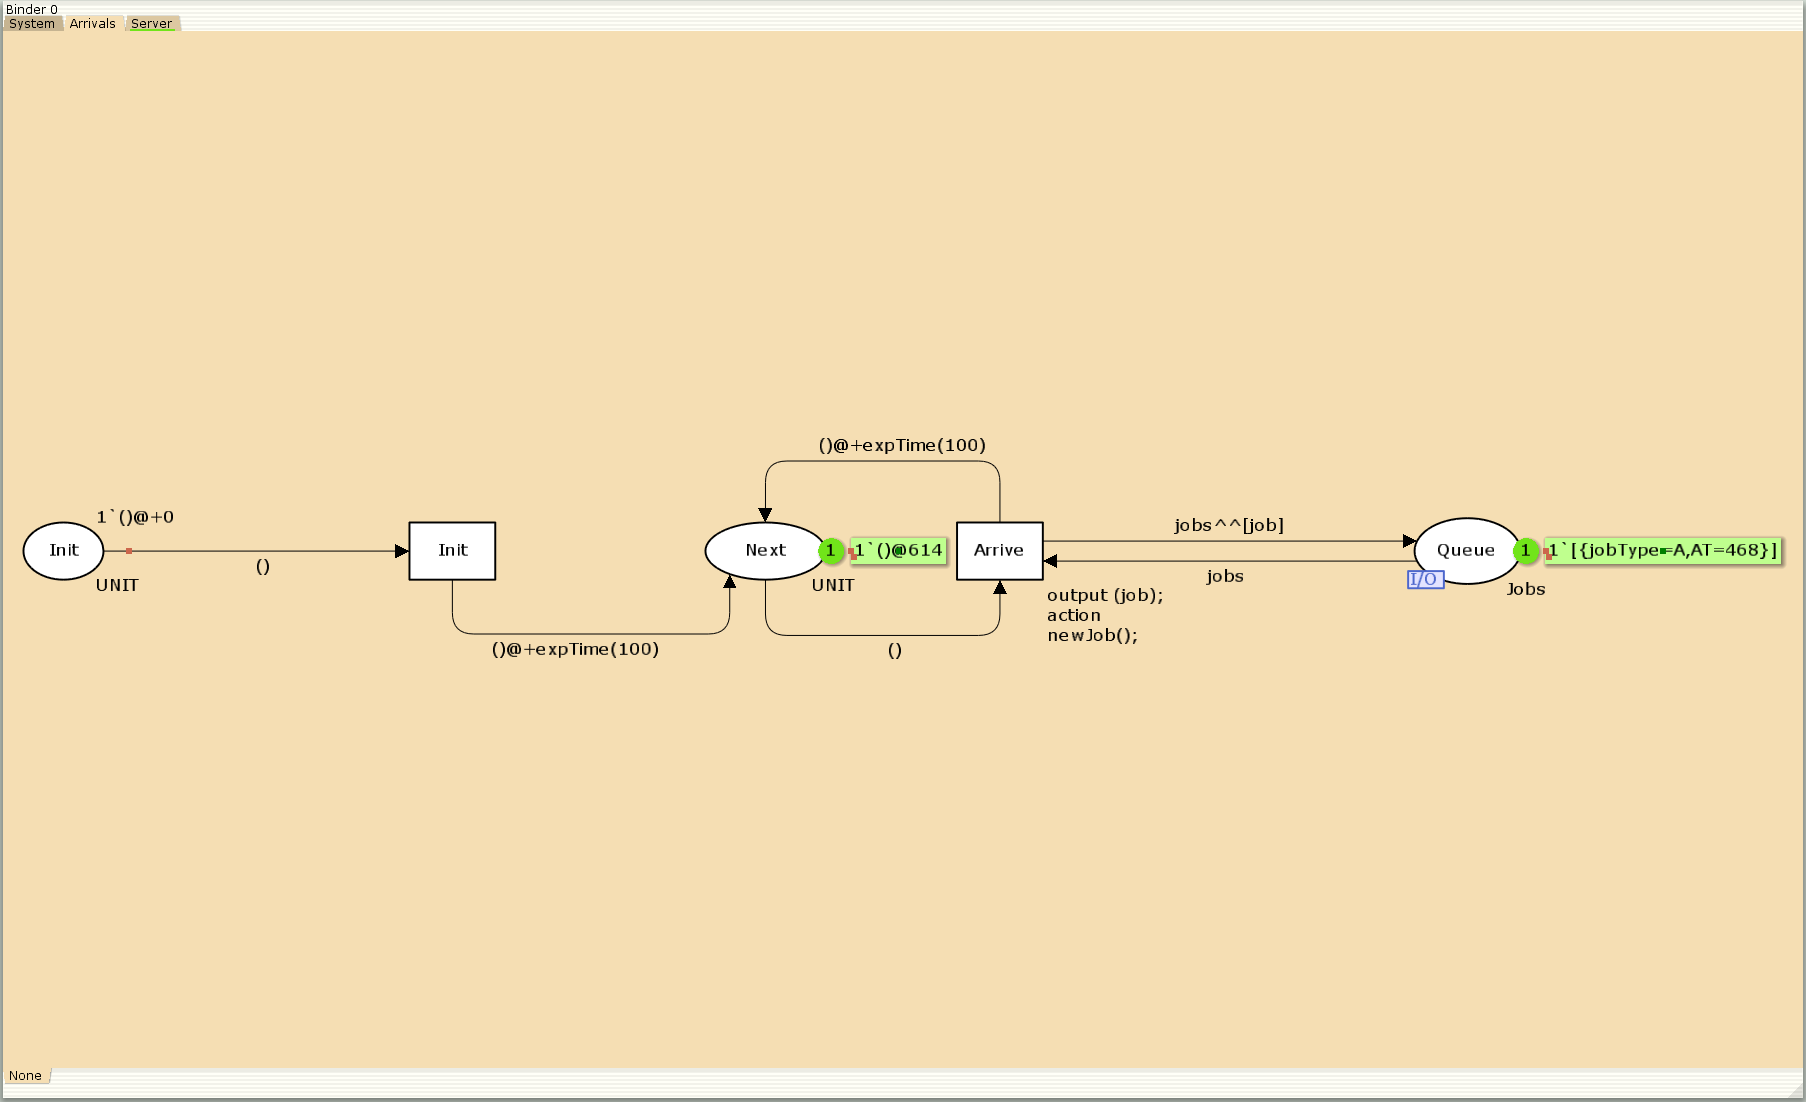 Binder 0
System Arrivals Server
()@+expTime(100)
1`()@+0
Init
()
UNIT
Init
()@+expTime(100)
Next
1
1`()@614
UNIT
()
Arrive
output (job);
action
newJob();
jobs^^[job]
jobs
Queue
I/O
1
1`[{jobType=A,AT=468}]
Jobs
None